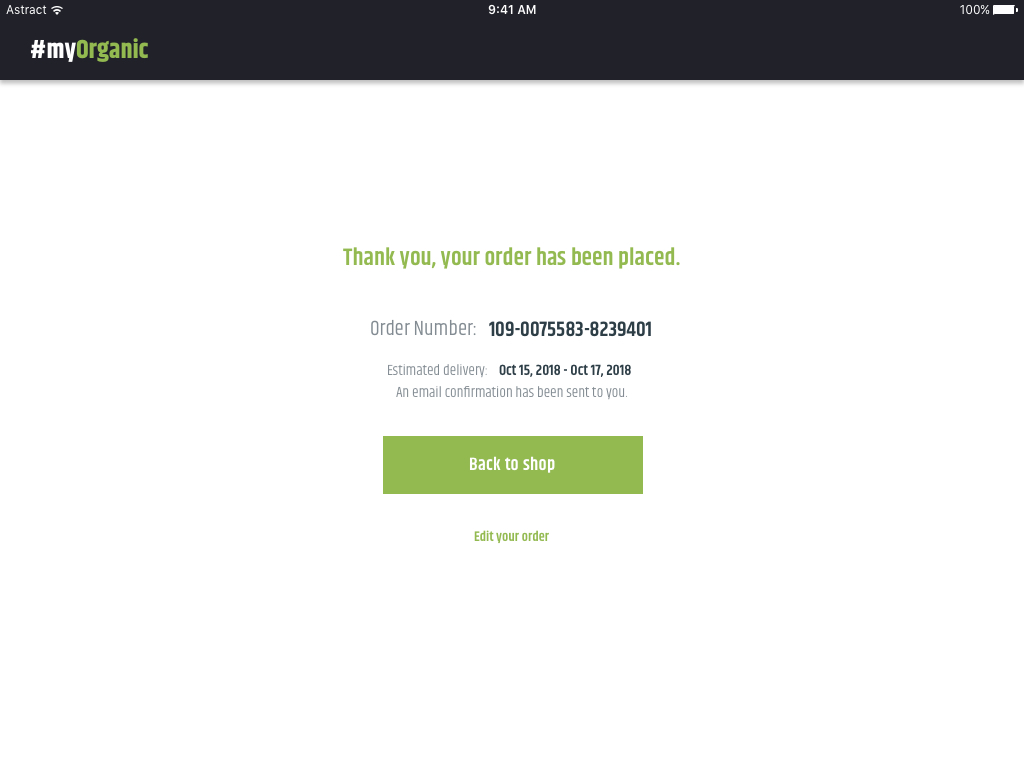 Astract 9:41 AM 100%
#myOrganic
Thank you, your order has been placed.
Order Number: 109-0075583-8239401
Estimated delivery: Oct 15, 2018 - Oct 17, 2018
An email confirmation has been sent to you.
Back to shop
Edit your order